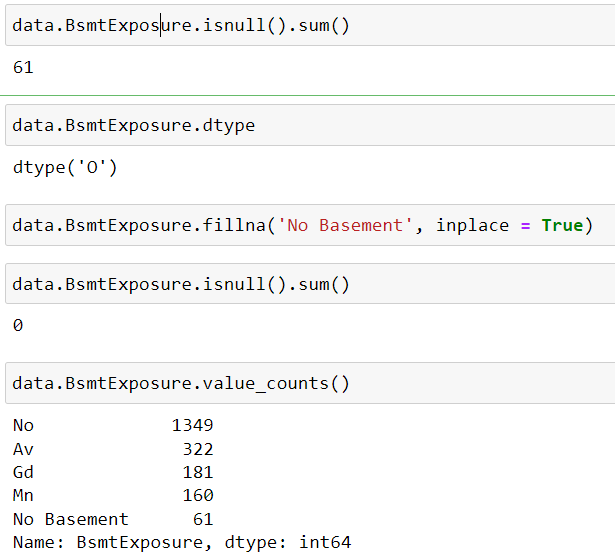 data.BsmtExposure.isnull().sum()
61
data.BsmtExposure.dtype
dtype('O')
data.BsmtExposure.fillna('No Basement', inplace = True)
data.BsmtExposure.isnull().sum()
0
data.BsmtExposure.value_counts()
No             1349
Av              322
Gd              181
Mn              160
No Basement      61
Name: BsmtExposure, dtype: int64